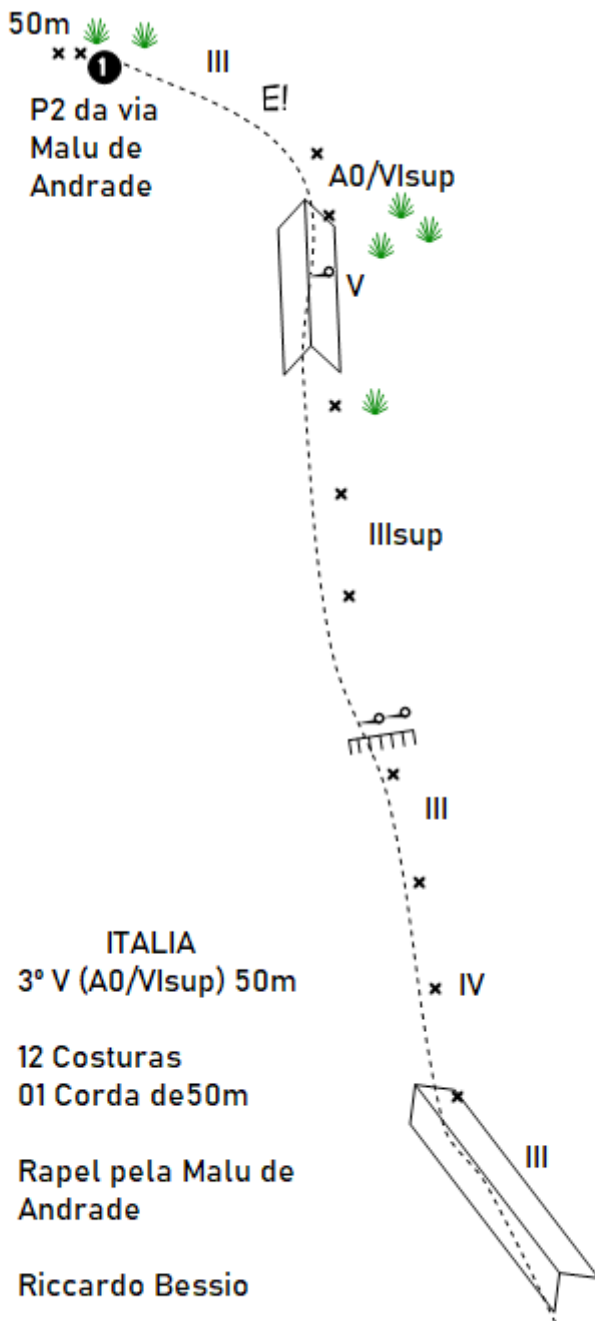 50m
1
III
E!
P2 da via
Malu de
Andrade
A0/VIsup
V
IIIsup
III
IV
ITALIA
3º V (A0/VIsup) 50m
12 Costuras
01 Corda de50m
III
Rapel pela Malu de
Andrade
Riccardo Bessio